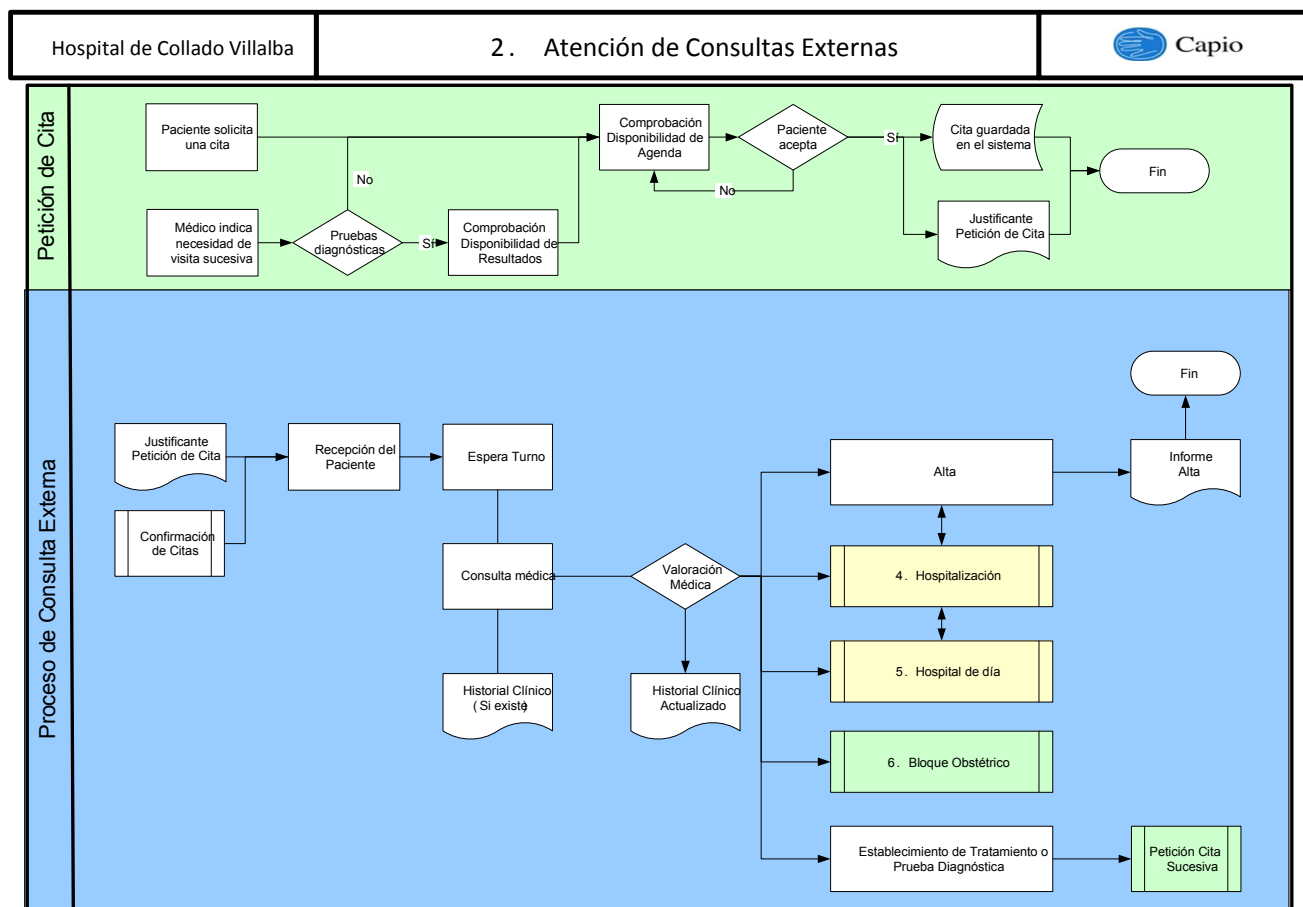 Hospital de Collado Villalba
2. Atención de Consultas Externas
Capio
Petición de Cita
Paciente solicita
una cita
Comprobación
Disponibilidad de
Agenda
Paciente
acepta
Sí
Cita guardada
en el sistema
Fin
No
No
Médico indica
necesidad de
visita sucesiva
Pruebas
diagnósticas
Sí
Comprobación
Disponibilidad de
Resultados
Justificante
Petición de Cita
Proceso de Consulta Externa
Fin
Justificante
Petición de Cita
Recepción del
Paciente
Espera Turno
Alta
Informe
Alta
Confirmación
de Citas
Consulta médica
Valoración
Médica
4. Hospitalización
Historial Clínico
( Si existe)
Historial Clínico
Actualizado
5. Hospital de día
6. Bloque Obstétrico
Establecimiento de Tratamiento o
Prueba Diagnóstica
Petición Cita
Sucesiva